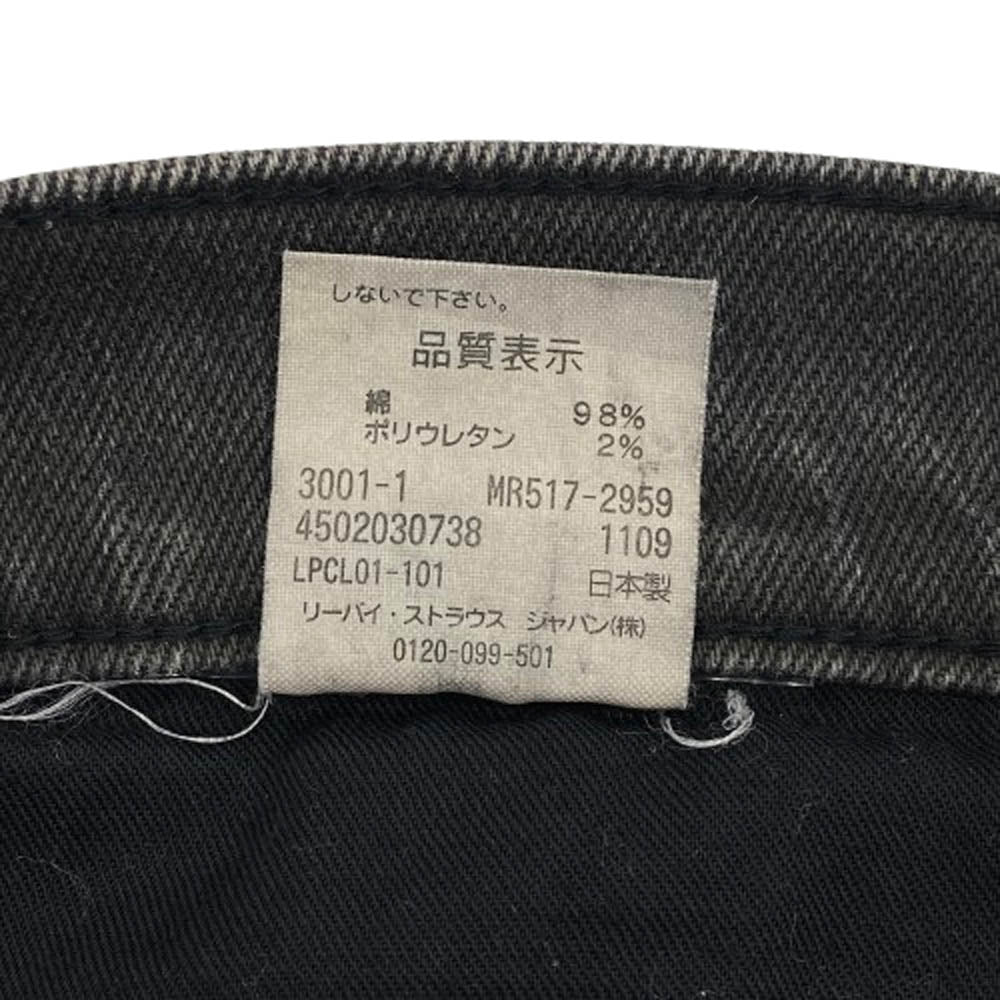 しないで下さい。
品質表示
綿 98%
ポリウレタン 2%
3001-1 MR517-2959
4502030738 1109
LPCL01-101 日本製
リーバイ・ストラウス ジャパン(株)
0120-099-501